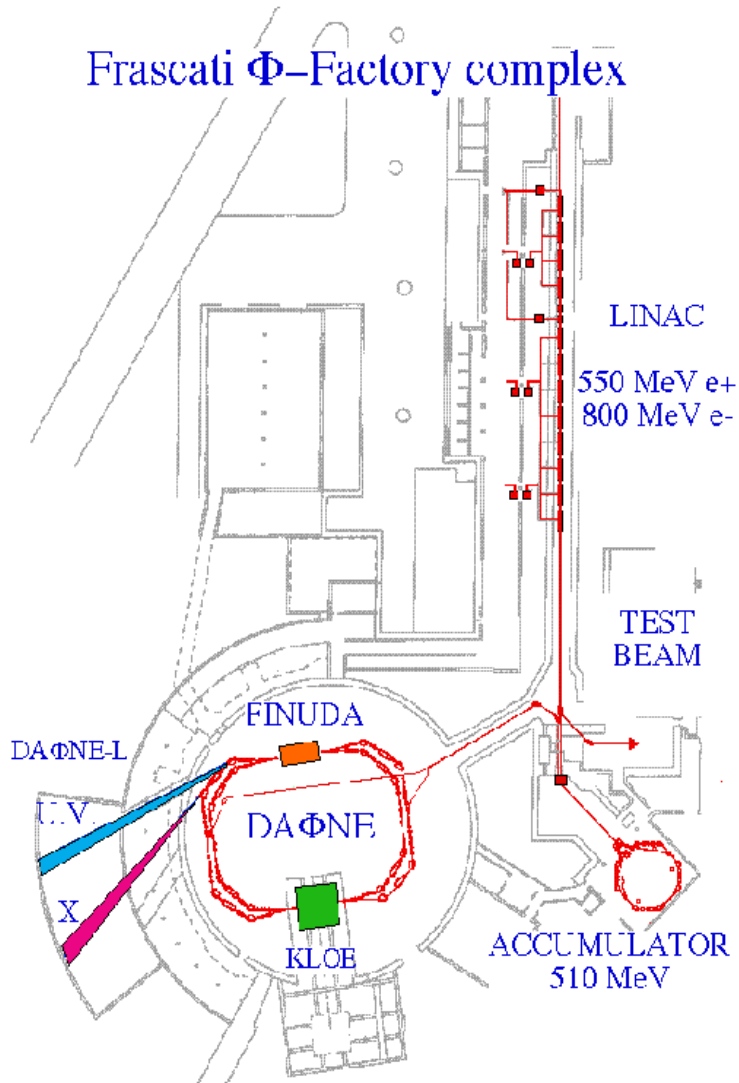 Frascati Φ–Factory complex
LINAC
550 MeV e+
800 MeV e-
TEST
BEAM
FINUDA
DAΦNE-L
U.V.
DAΦNE
X
KLOE
ACCUMULATOR
510 MeV